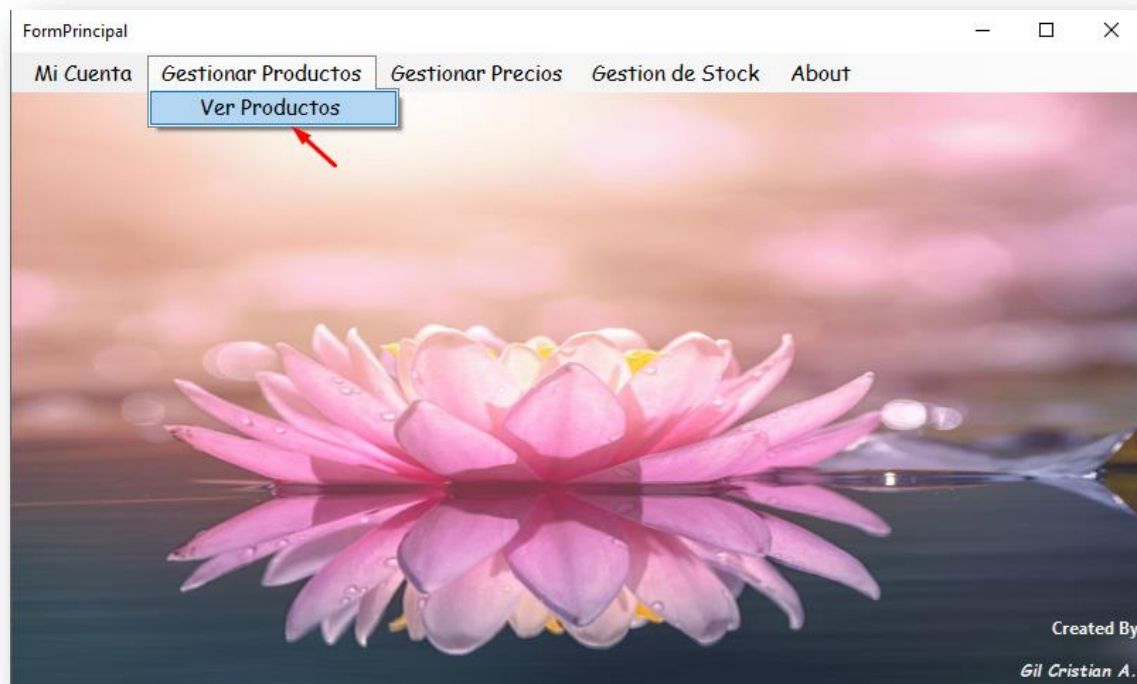 FormPrincipal
Mi Cuenta Gestionar Productos Gestionar Precios Gestion de Stock About
Ver Productos
Created By
Gil Cristian A.